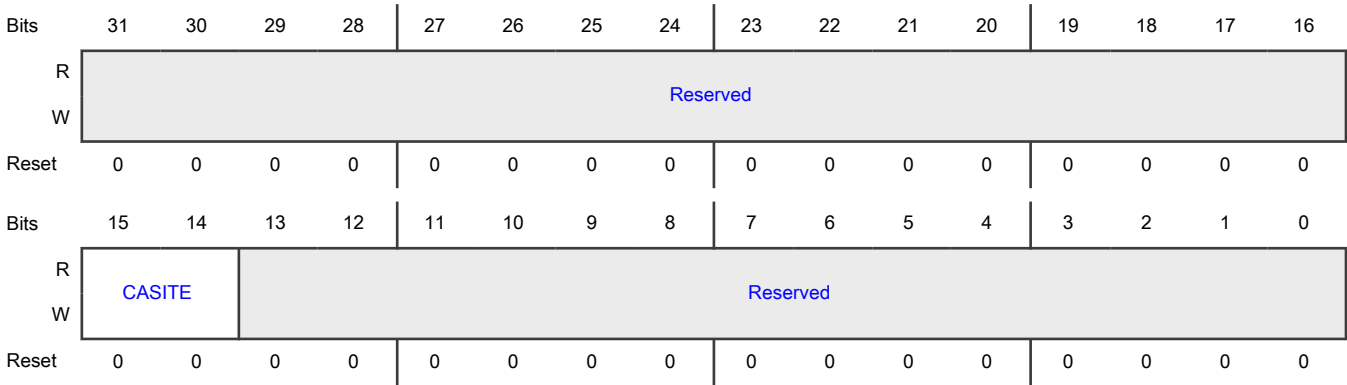 Bits 31 30 29 28 27 26 25 24 23 22 21 20 19 18 17 16
R
Reserved
W
Reset 0 0 0 0 0 0 0 0 0 0 0 0 0 0 0 0
Bits 15 14 13 12 11 10 9 8 7 6 5 4 3 2 1 0
R
CASITE Reserved
W
Reset 0 0 0 0 0 0 0 0 0 0 0 0 0 0 0 0